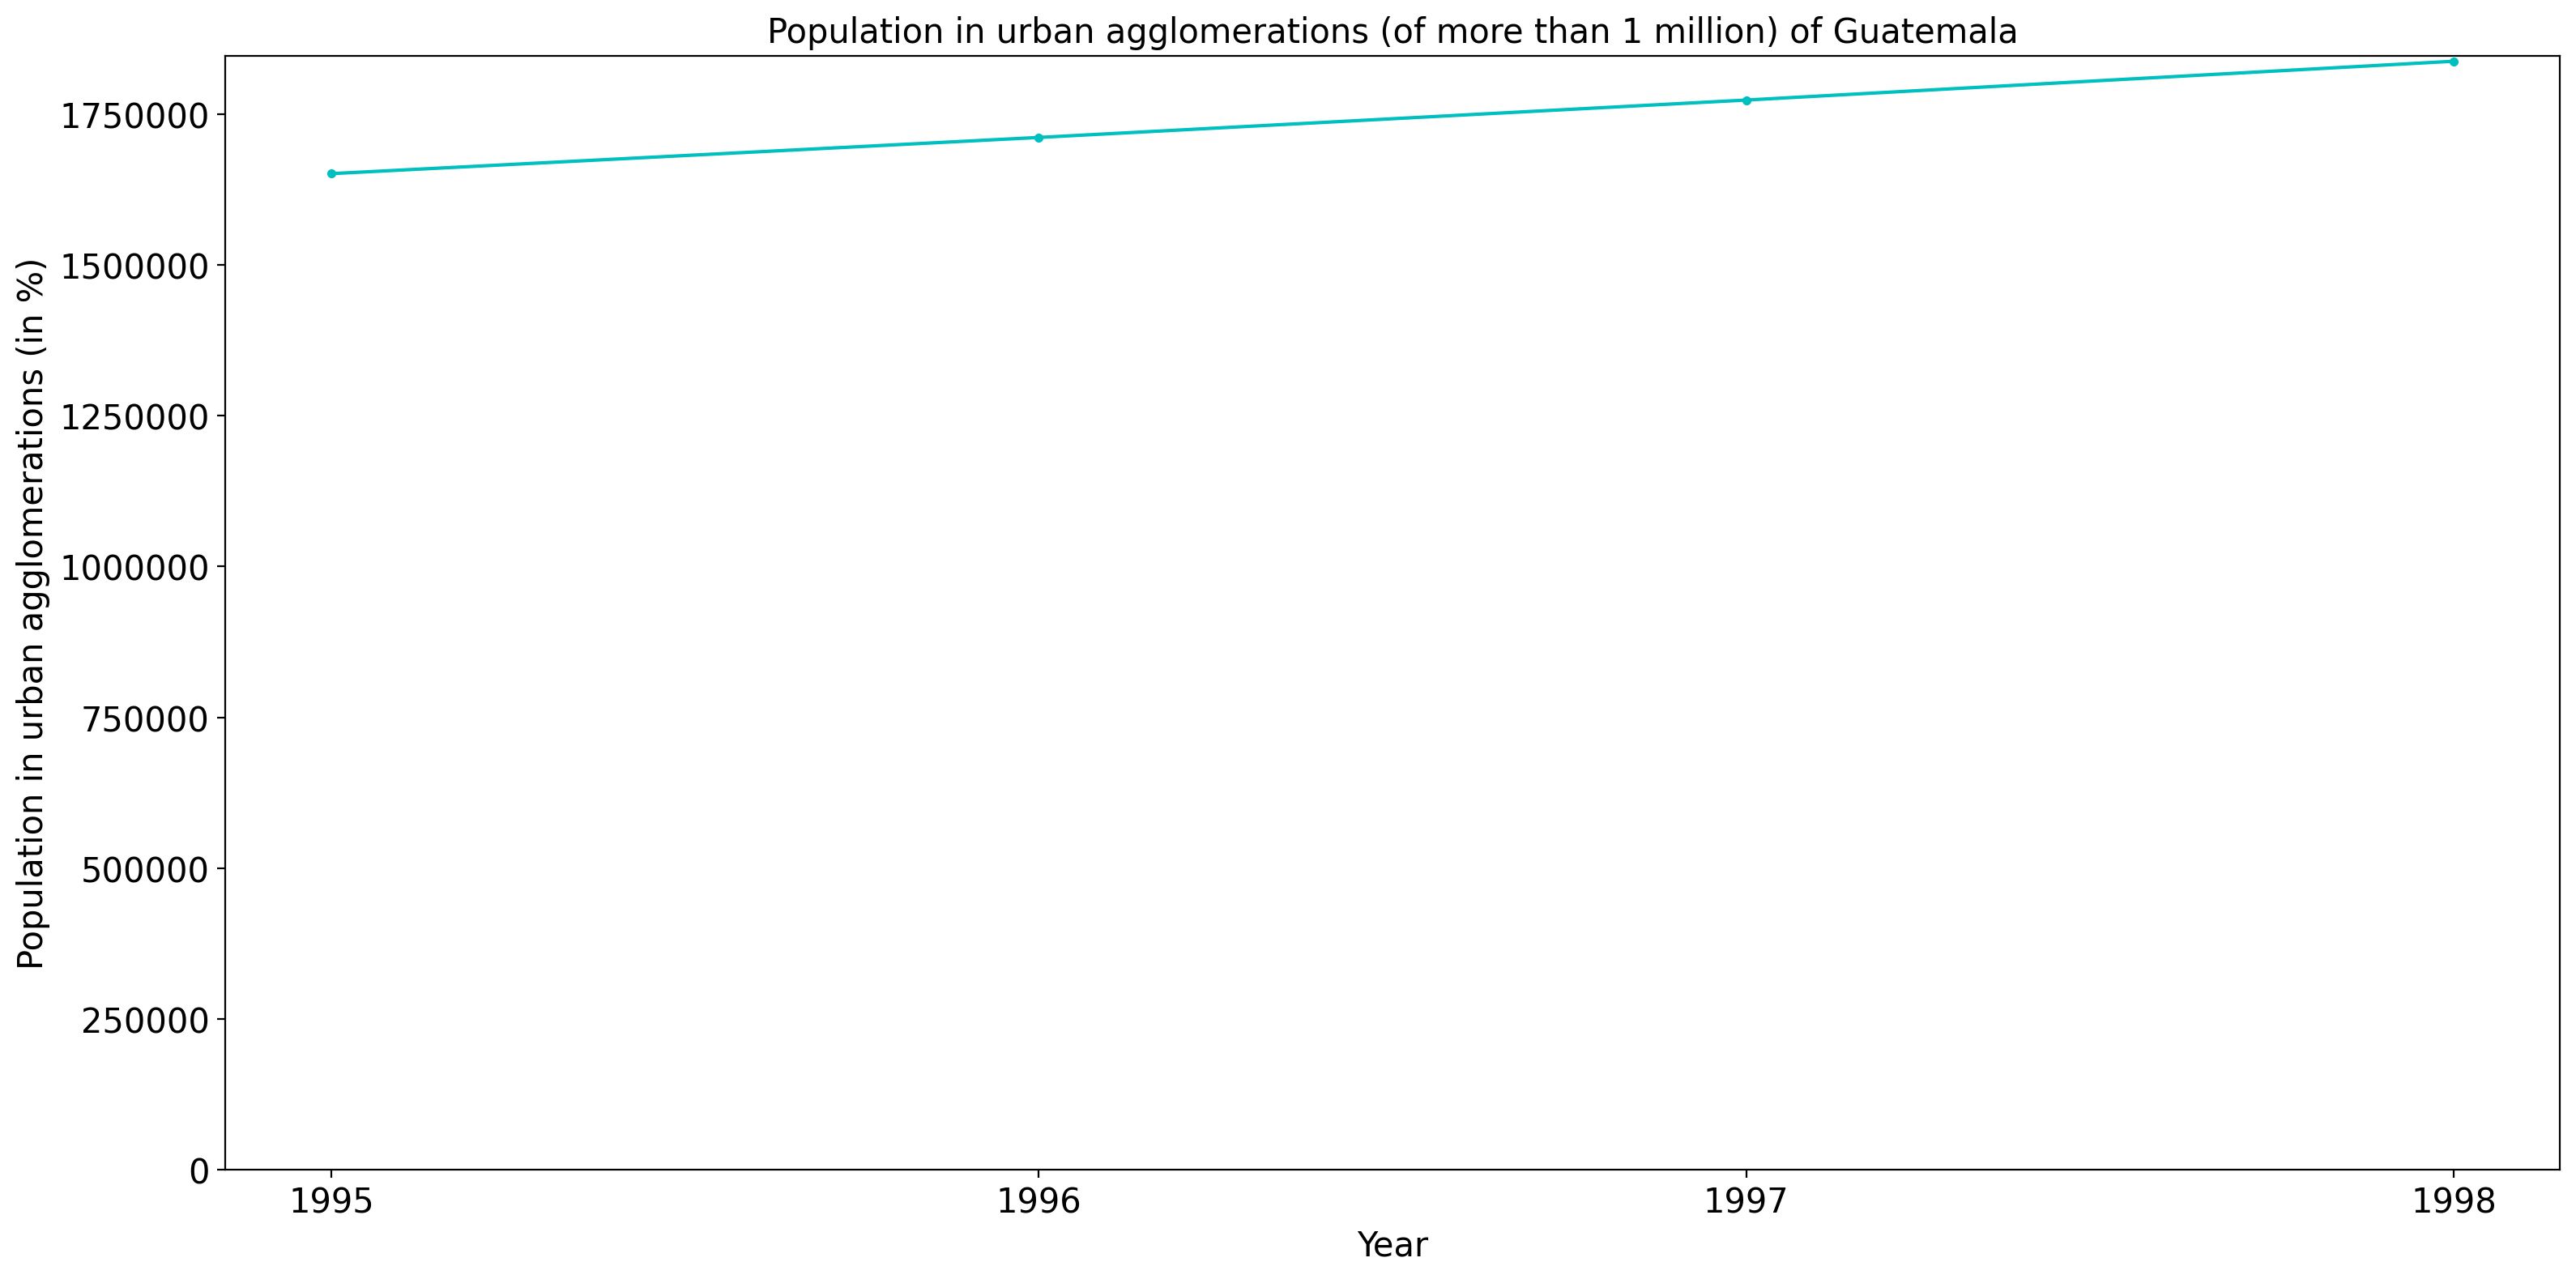 Population in urban agglomerations (of more than 1 million) of Guatemala
Population in urban agglomerations (in %)
1750000
1500000
1250000
1000000
750000
500000
250000
0
1995 1996 1997 1998
Year